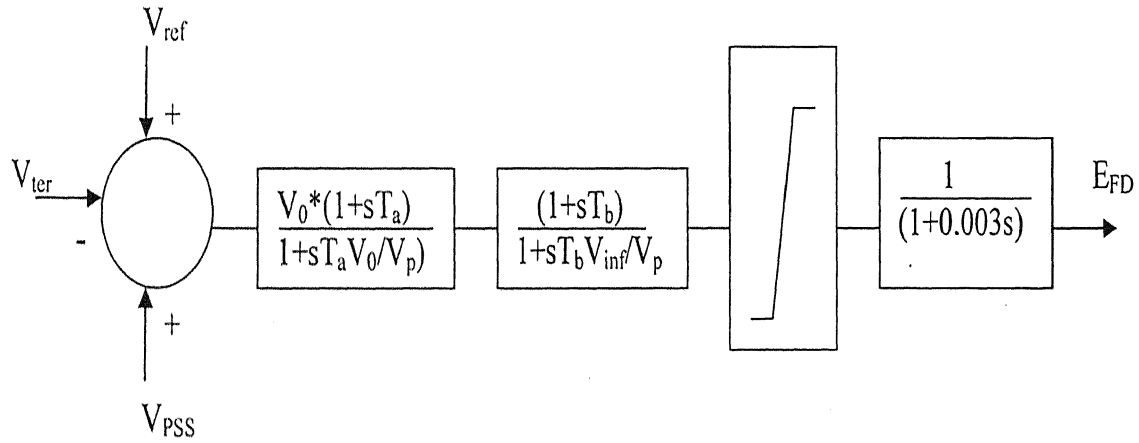 V_ref
+
V_ter
-
V_0*(1+sT_a)
1+sT_aV_0/V_p)
(1+sT_b)
1+sT_bV_inf/V_p
1
(1+0.003s)
E_FD
+
V_PSS